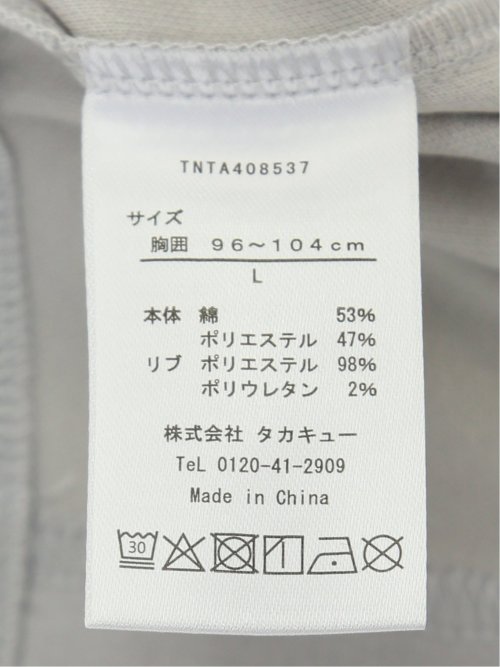 TNTA408537
サイズ
胸囲 96～104cm
L
本体 綿 53%
ポリエステル 47%
リブ ポリエステル 98%
ポリウレタン 2%
株式会社 タカキュー
TeL 0120-41-2909
Made in China
30